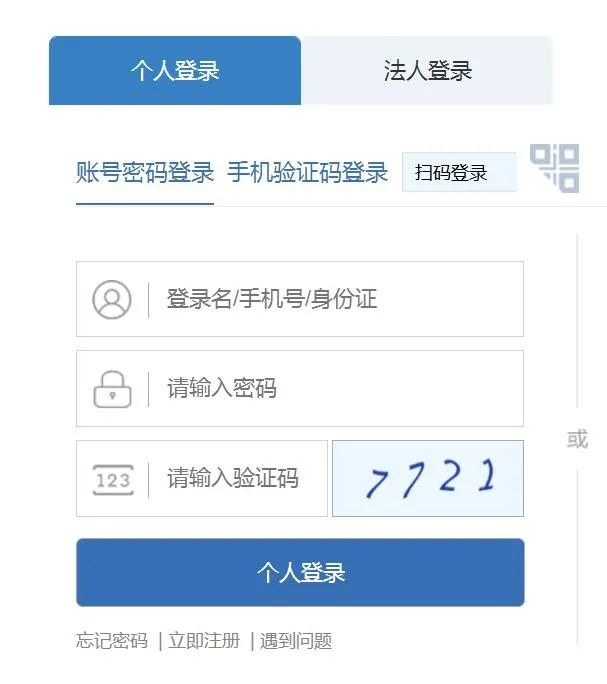 个人登录 法人登录
账号密码登录 手机验证码登录 扫码登录
登录名/手机号/身份证
请输入密码
或
123 请输入验证码 7721
个人登录
忘记密码 | 立即注册 | 遇到问题